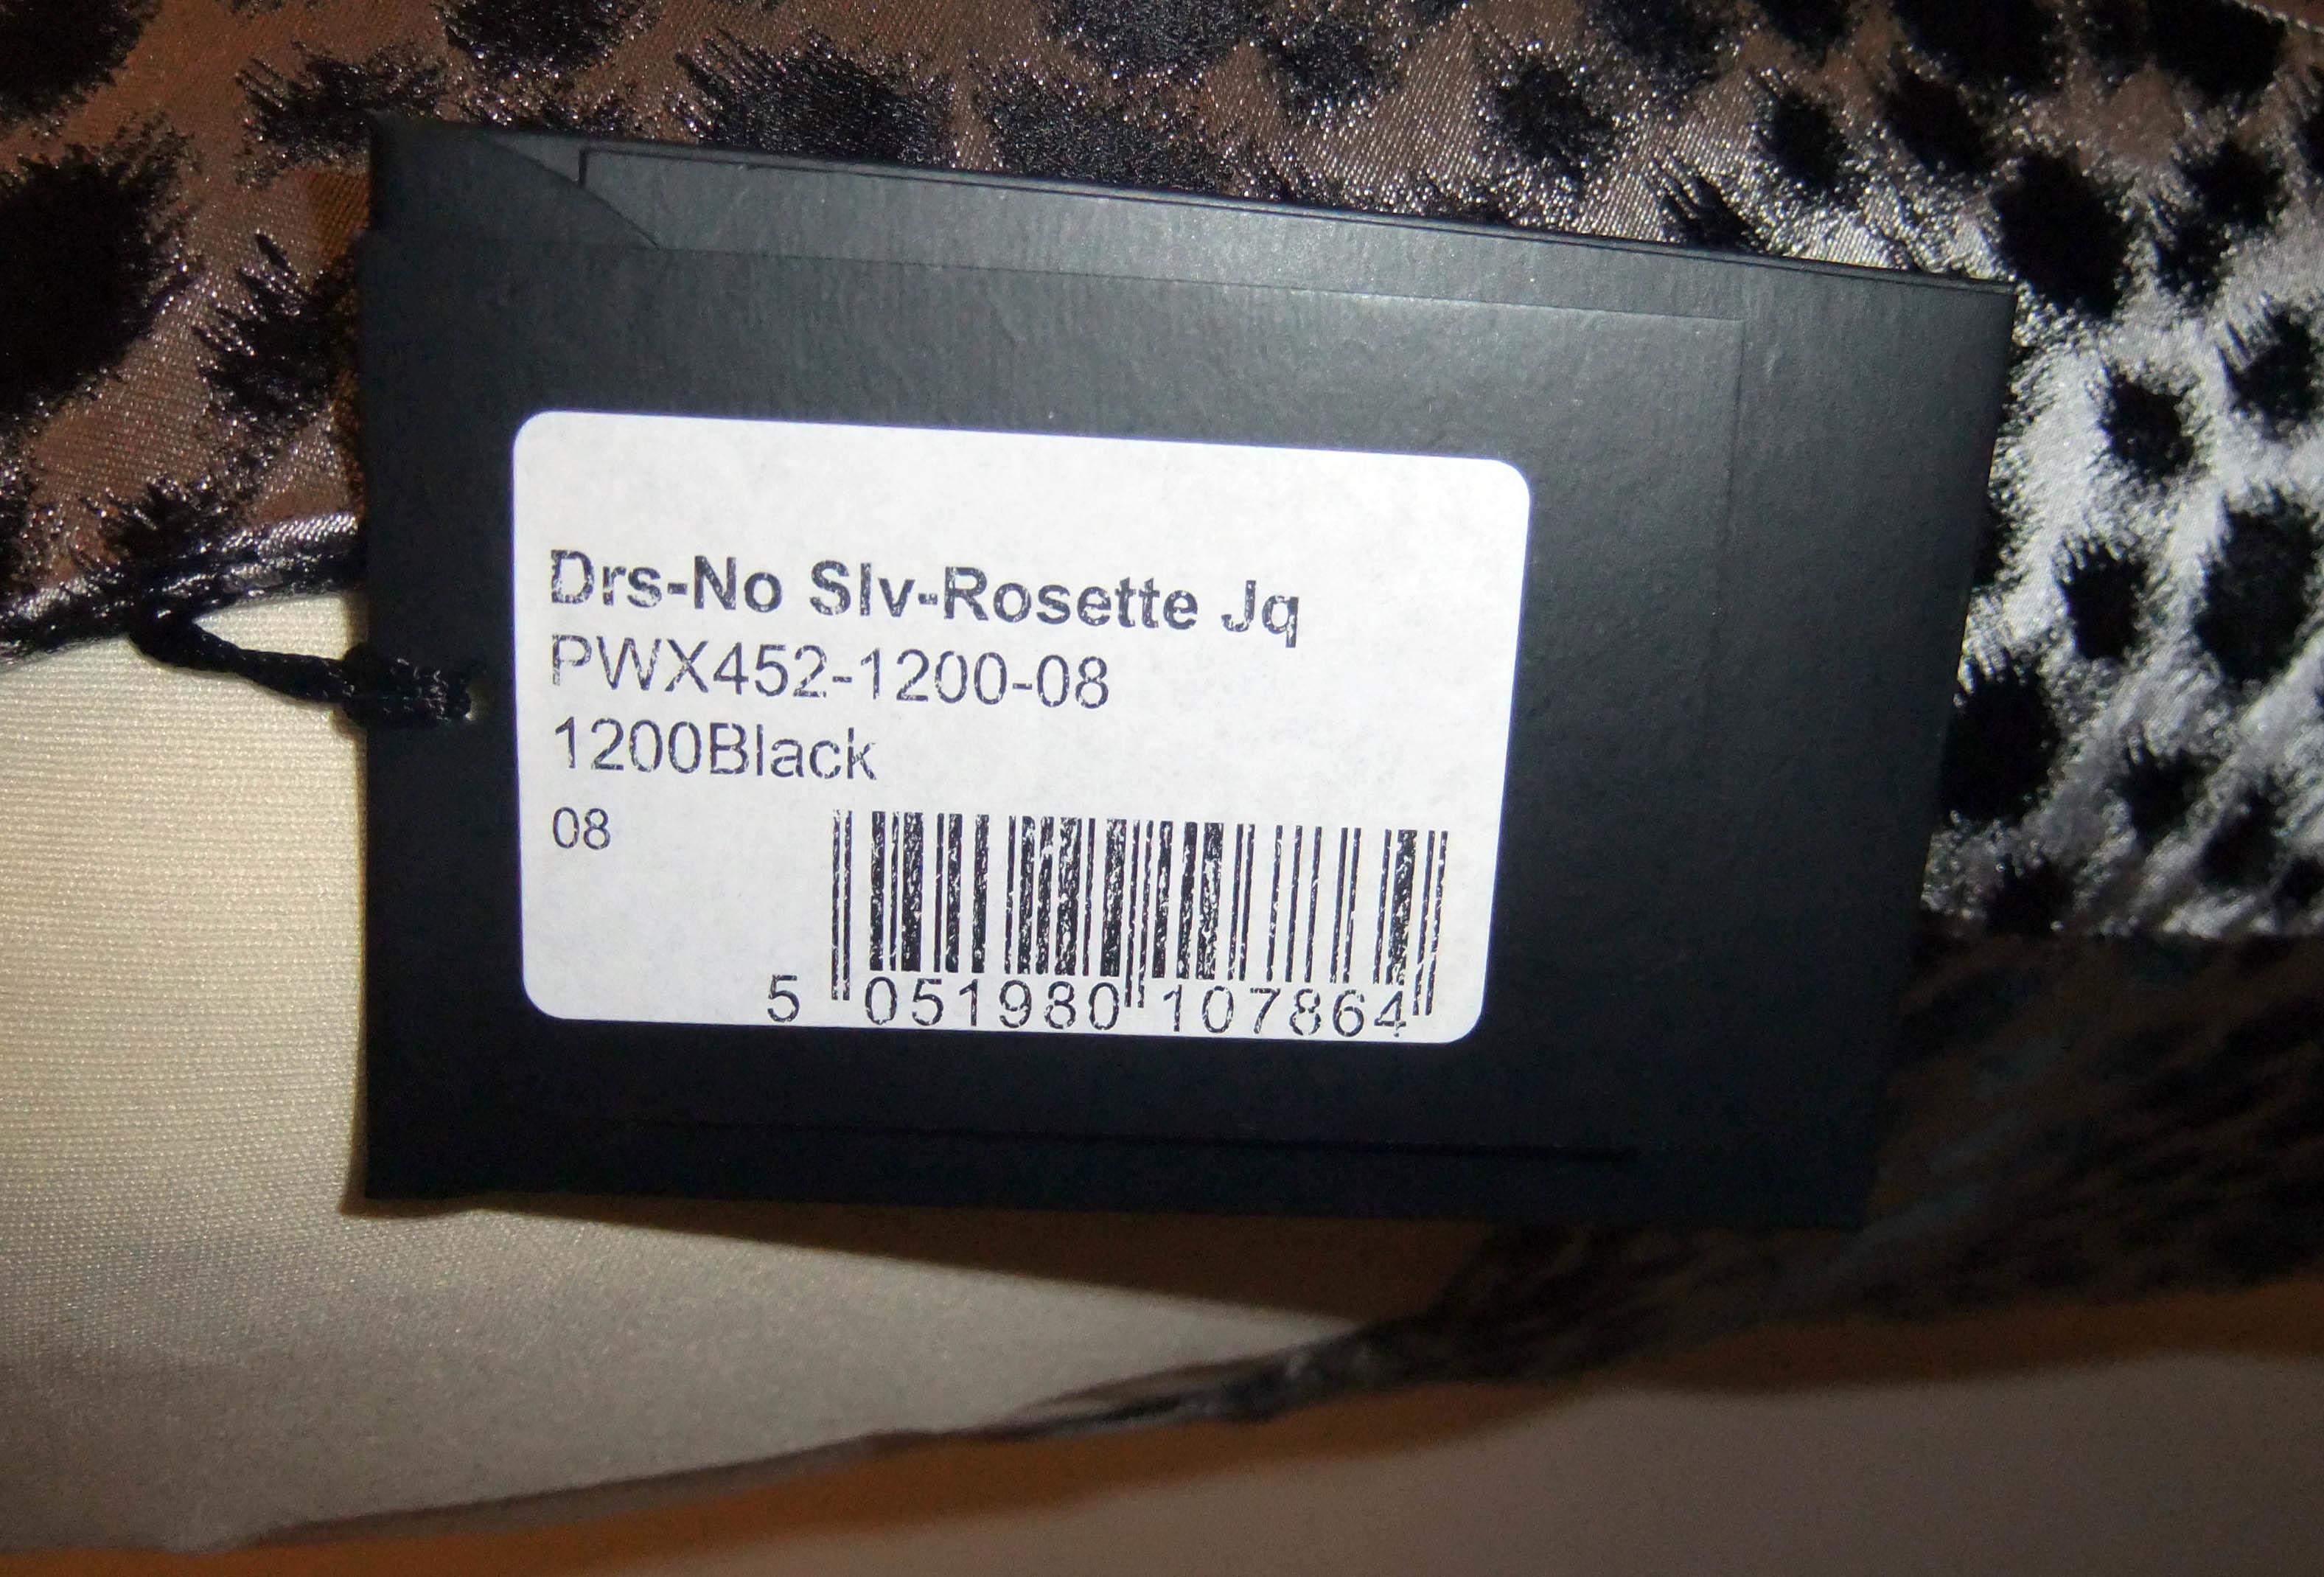 Drs-No Slv-Rosette Jq
PWX452-1200-08
1200Black
08
5 051980 107864